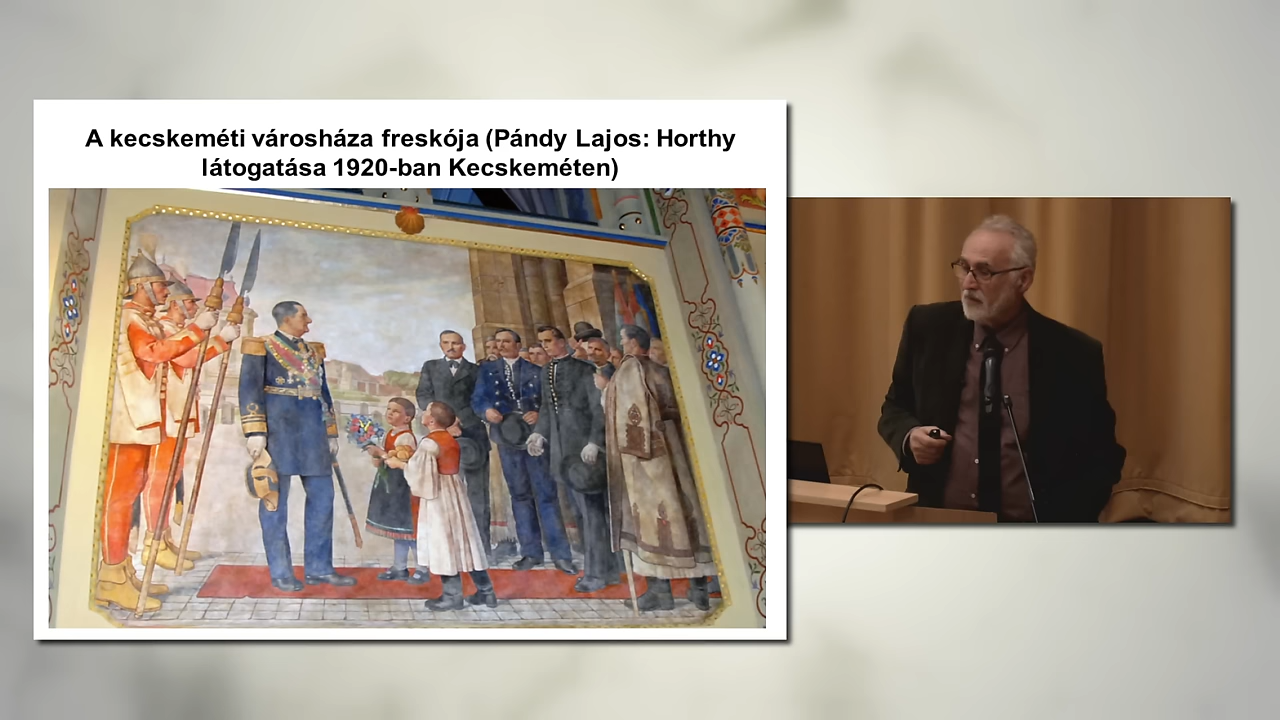 A kecskeméti városháza freskója (Pándy Lajos: Horthy
látogatása 1920-ban Kecskeméten)